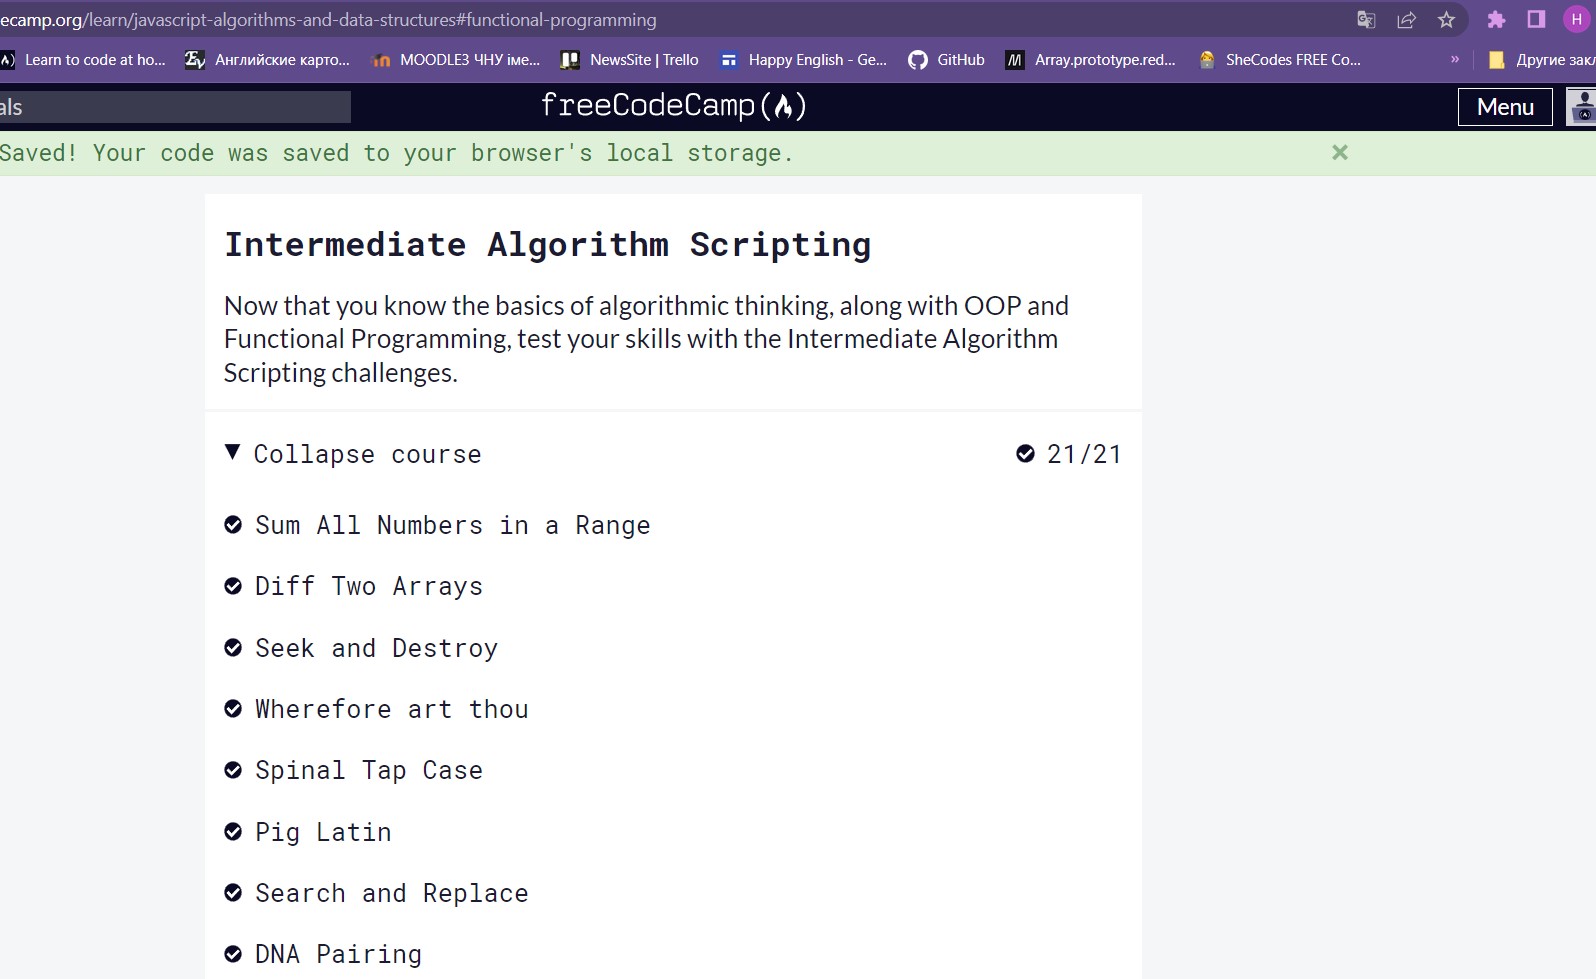 ecamp.org/learn/javascript-algorithms-and-data-structures#functional-programming
H
Learn to code at ho... Английские карто... MOODLE3 ЧНУ іме... NewsSite | Trello Happy English - Ge... GitHub Array.prototype.red... SheCodes FREE Co... » Другие закл
als
freeCodeCamp(🔥)
Menu
Saved! Your code was saved to your browser's local storage.
Intermediate Algorithm Scripting
Now that you know the basics of algorithmic thinking, along with OOP and
Functional Programming, test your skills with the Intermediate Algorithm
Scripting challenges.
Collapse course 21/21
Sum All Numbers in a Range
Diff Two Arrays
Seek and Destroy
Wherefore art thou
Spinal Tap Case
Pig Latin
Search and Replace
DNA Pairing